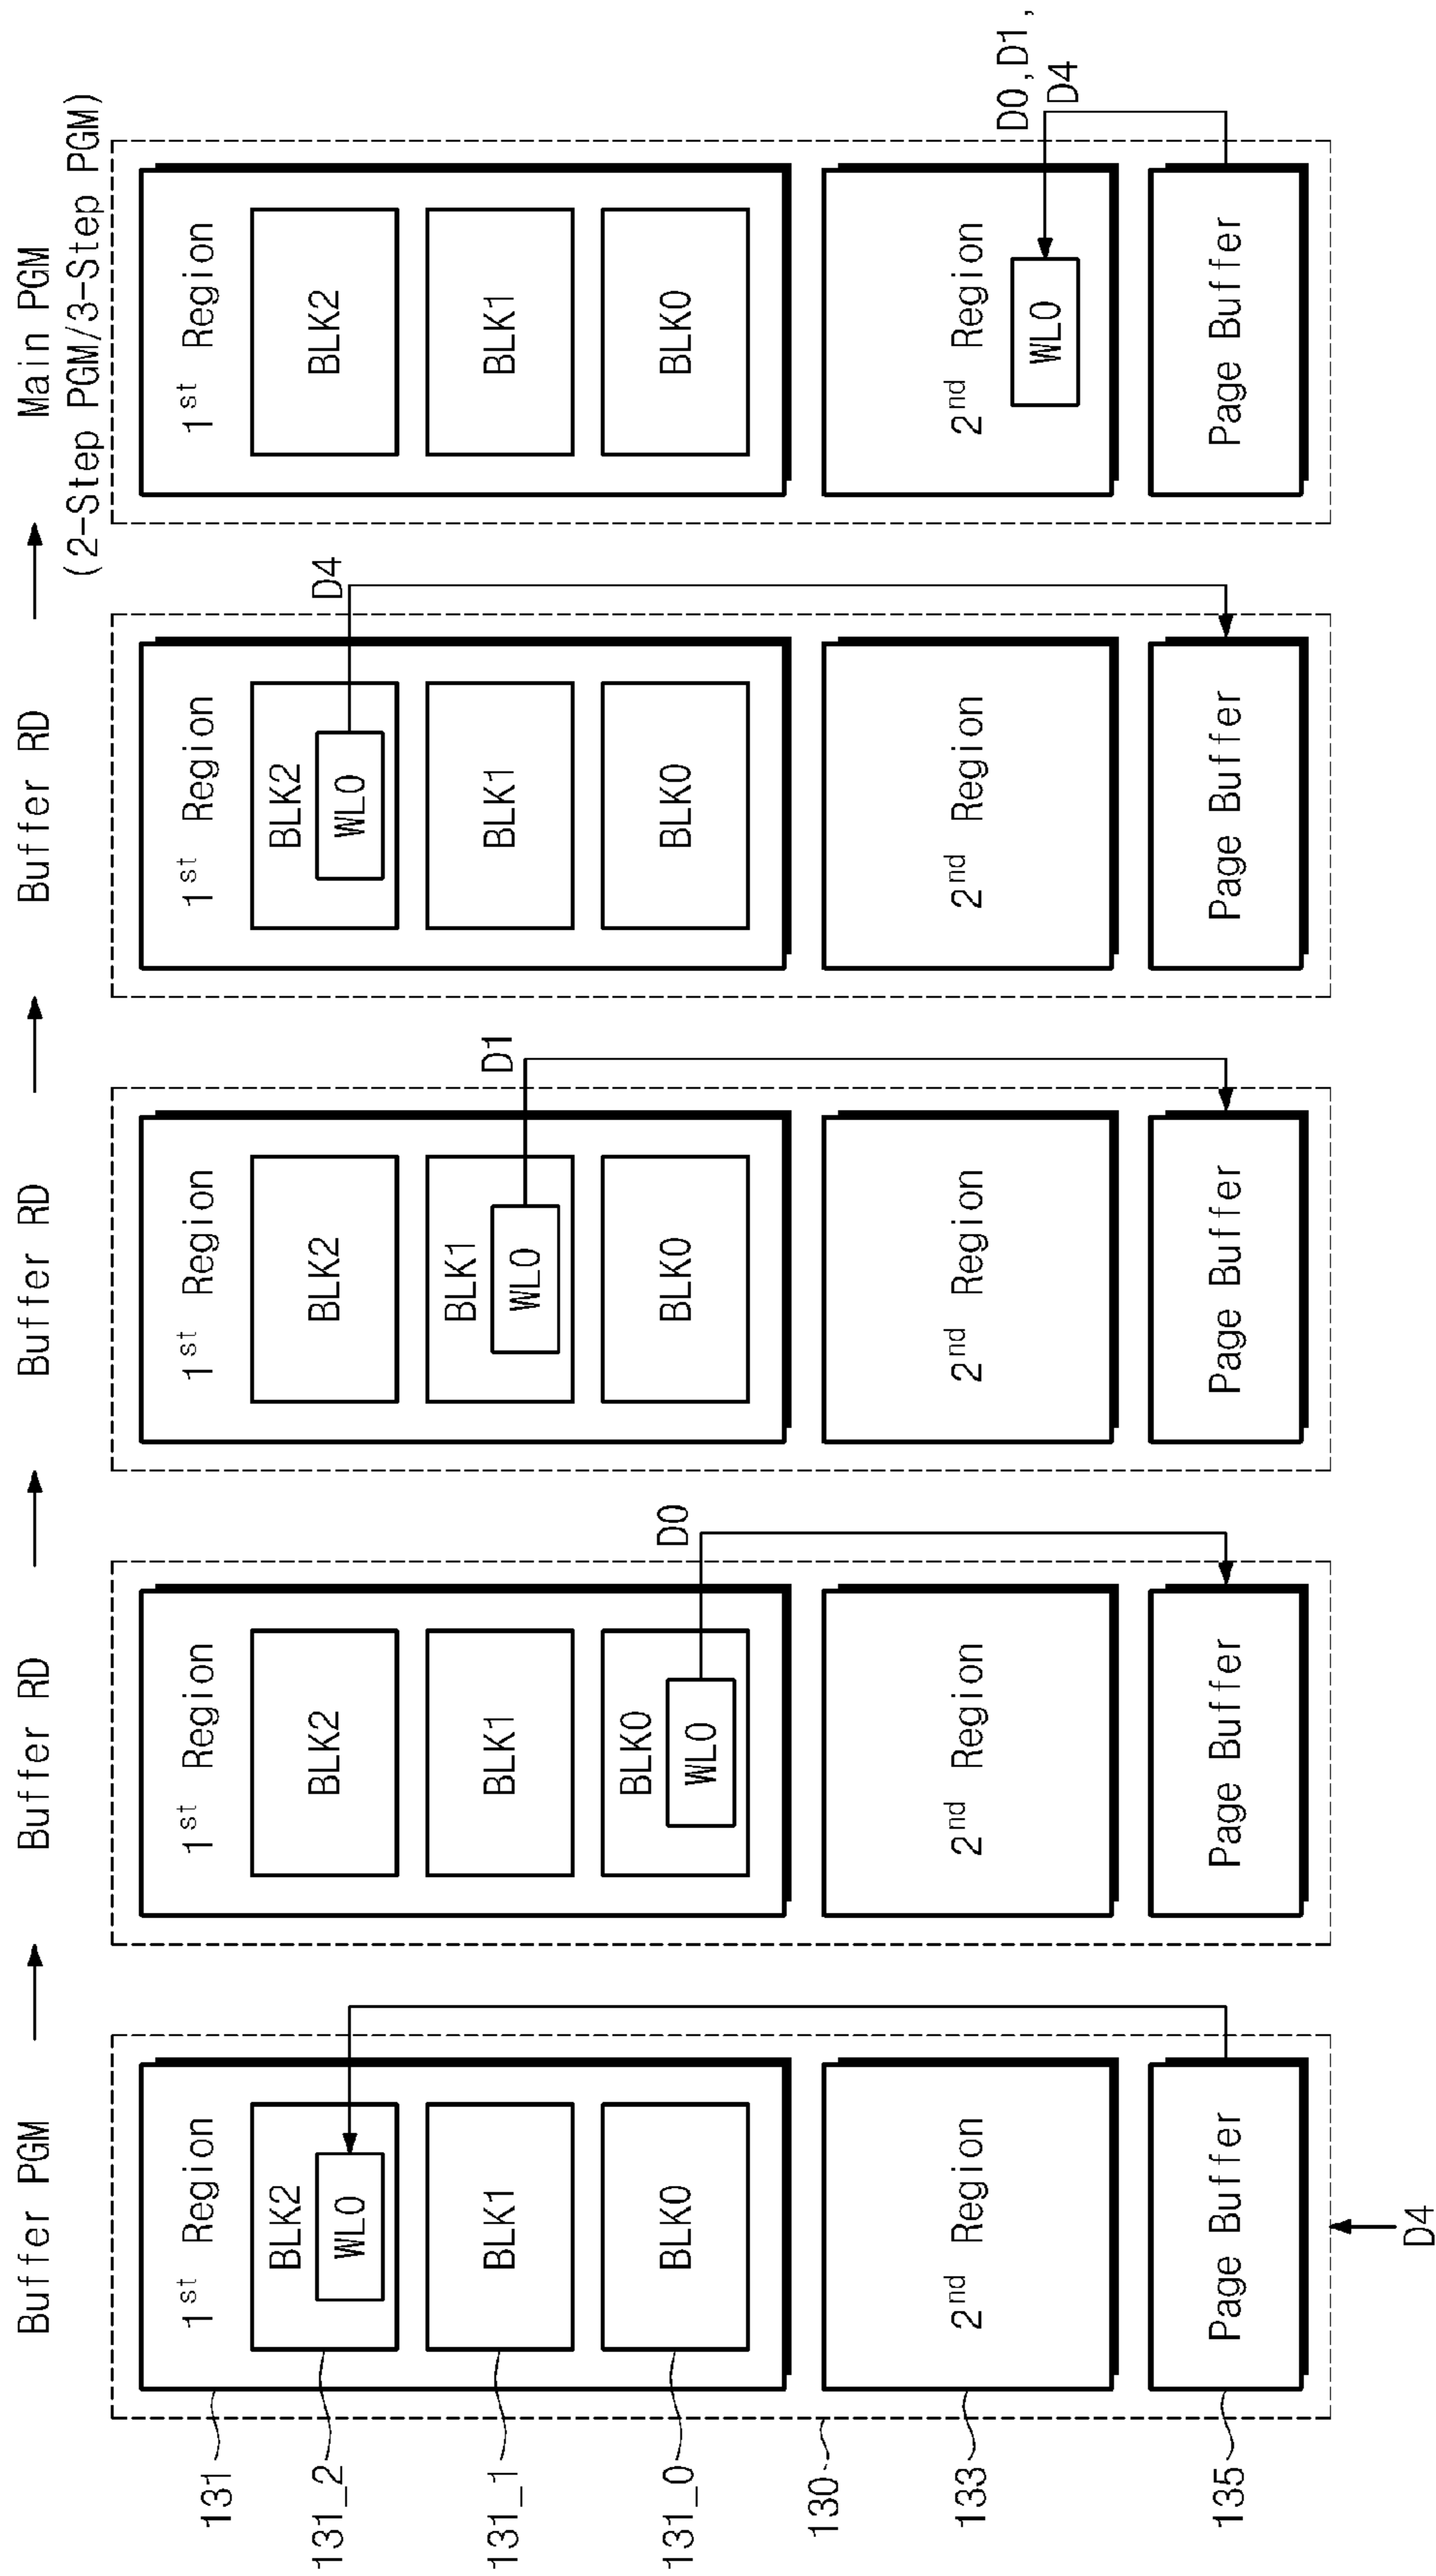 Buffer PGM
Buffer RD
Buffer RD
Buffer RD
Main PGM
(2-Step PGM/3-Step PGM)
131
1st Region
131_2
BLK2
WL0
131_1
BLK1
131_0
BLK0
130
133
2nd Region
135
Page Buffer
D4
1st Region
BLK2
BLK1
BLK0
WL0
D0
2nd Region
Page Buffer
1st Region
BLK2
BLK1
WL0
D1
BLK0
2nd Region
Page Buffer
1st Region
BLK2
WL0
D4
BLK1
BLK0
2nd Region
Page Buffer
1st Region
BLK2
BLK1
BLK0
2nd Region
WL0
D0,D1,
D4
Page Buffer